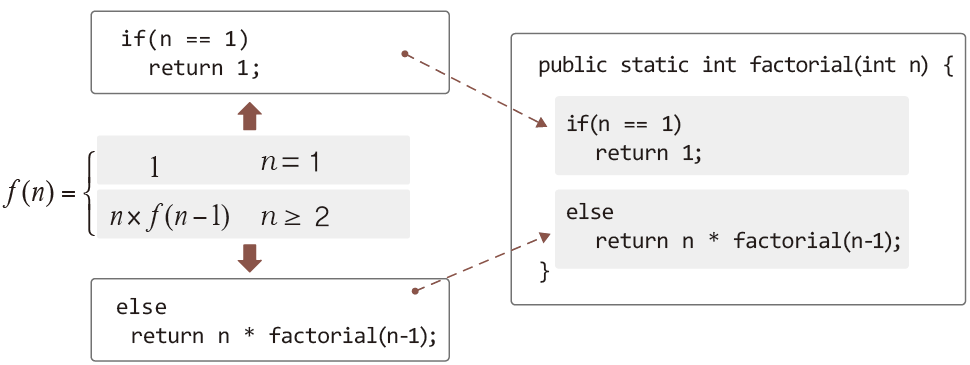 if(n == 1)
return 1;
f(n) =
1 n = 1
n × f(n−1) n ≥ 2
else
return n * factorial(n-1);
public static int factorial(int n) {
if(n == 1)
return 1;
else
return n * factorial(n-1);
}